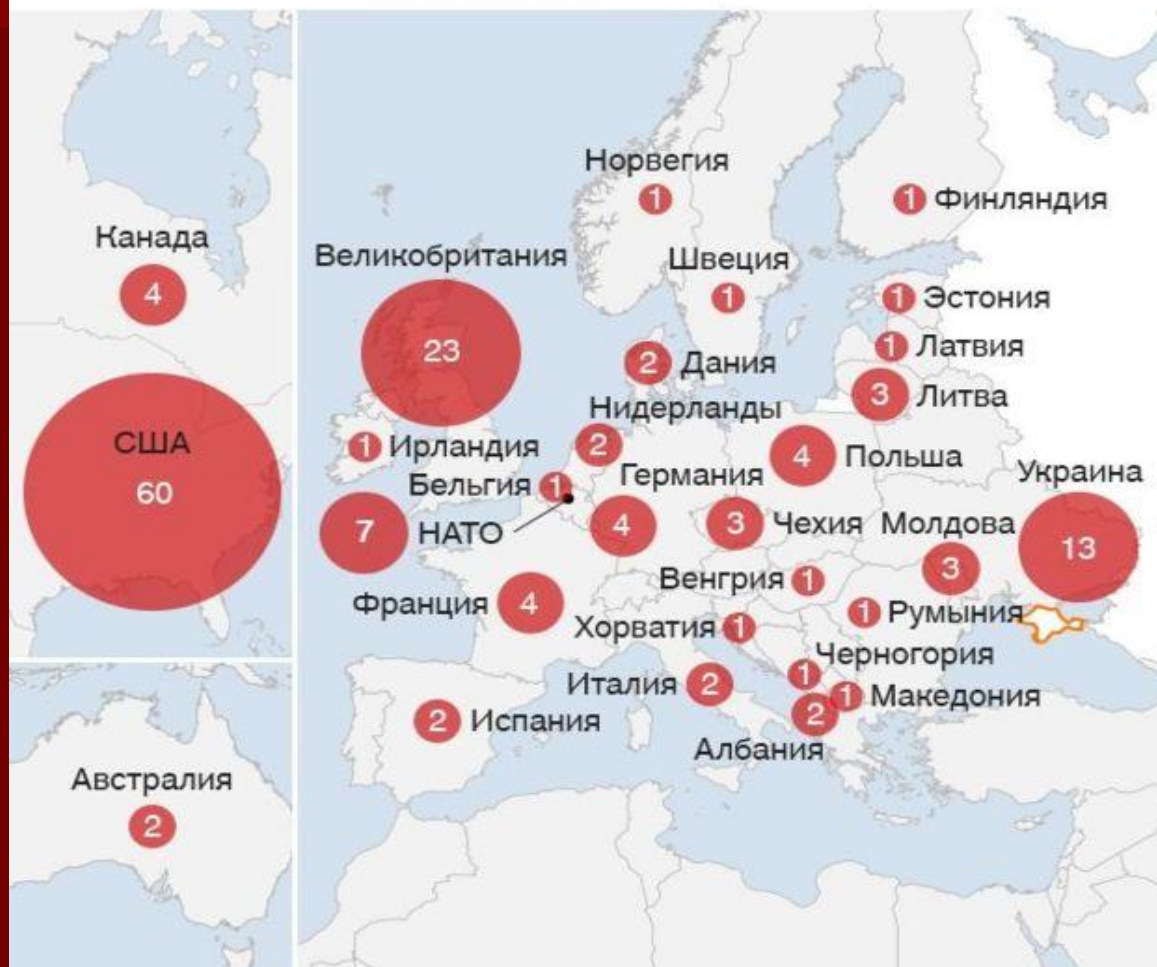 Канада
4
США
60
Австралия
2
Норвегия
1
1 Финляндия
Великобритания
23
Швеция
1
1 Эстония
1 Латвия
2 Дания
3 Литва
Нидерланды
2
1 Ирландия
4 Польша
Бельгия 1
Германия
4
Украина
13
7 НАТО
3 Чехия
Молдова
3
Венгрия 1
Франция 4
1 Румыния
Хорватия 1
Черногория
1
Италия 2
1 Македония
2 Испания
2
Албания